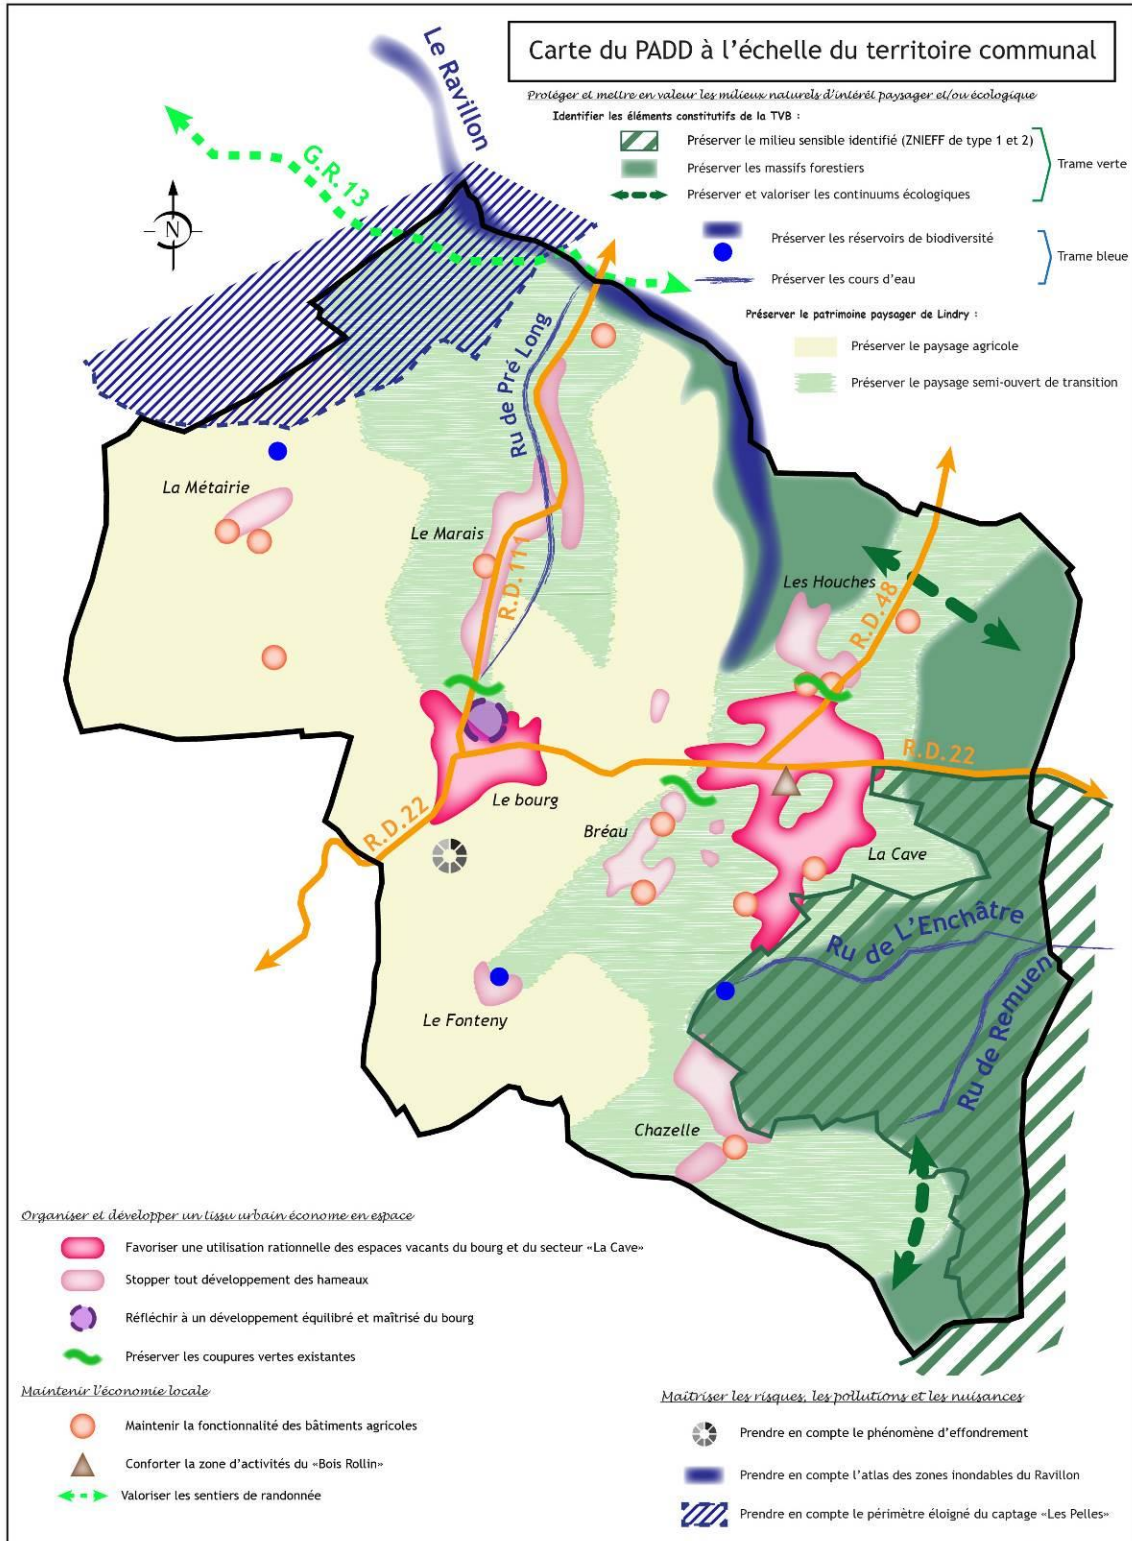 Carte du PADD à l'échelle du territoire communal
Protéger et mettre en valeur les milieux naturels d'intérêt paysager et/ou écologique
Identifier les éléments constitutifs de la TVB :
Préserver le milieu sensible identifié (ZNIEFF de type 1 et 2)
Préserver les massifs forestiers
Trame verte
Préserver et valoriser les continuums écologiques
Préserver les réservoirs de biodiversité
Trame bleue
Préserver les cours d'eau
Préserver le patrimoine paysager de Lindry :
Préserver le paysage agricole
Préserver le paysage semi-ouvert de transition
Le Ravillon
G.R.13
N
Ru de Pré Long
La Métairie
Le Marais
R.D.111
Les Houches
R.D.48
R.D.22
Le bourg
R.D.22
Bréau
La Cave
Ru de L'Enchâtre
Le Fonteny
Ru de Remuen
Chazelle
Organiser et développer un tissu urbain économe en espace
Favoriser une utilisation rationnelle des espaces vacants du bourg et du secteur «La Cave»
Stopper tout développement des hameaux
Réfléchir à un développement équilibré et maîtrisé du bourg
Préserver les coupures vertes existantes
Maintenir l'économie locale
Maintenir la fonctionnalité des bâtiments agricoles
Conforter la zone d'activités du «Bois Rollin»
Valoriser les sentiers de randonnée
Maîtriser les risques, les pollutions et les nuisances
Prendre en compte le phénomène d'effondrement
Prendre en compte l'atlas des zones inondables du Ravillon
Prendre en compte le périmètre éloigné du captage «Les Pelles»